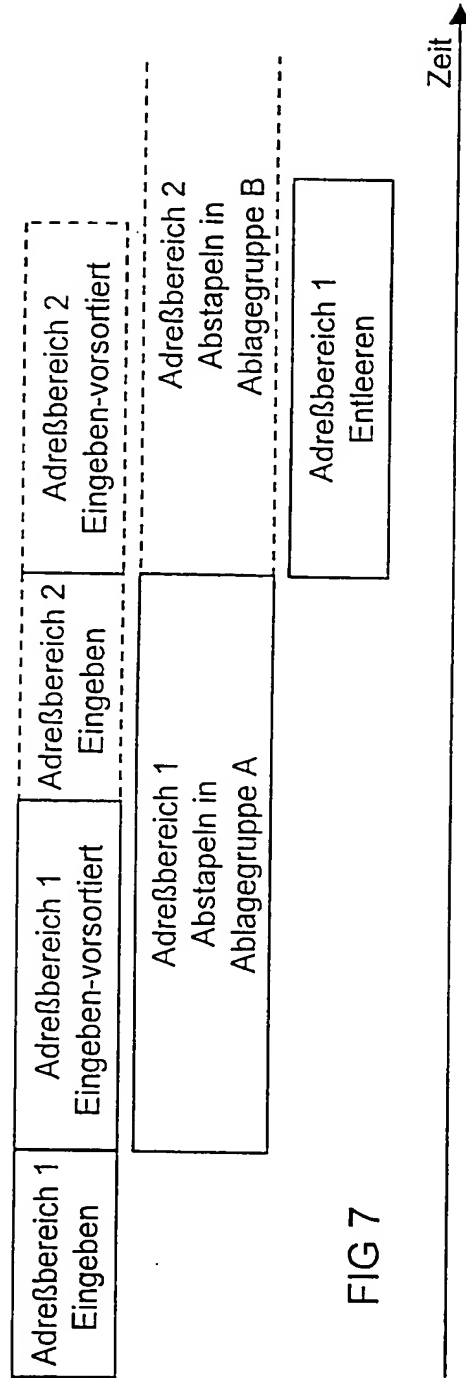 Adreßbereich 1
Eingeben
Adreßbereich 1
Eingeben-vorsortiert
Adreßbereich 2
Eingeben
Adreßbereich 2
Eingeben-vorsortiert
Adreßbereich 1
Abstapeln in
Ablagegruppe A
Adreßbereich 2
Abstapeln in
Ablagegruppe B
Adreßbereich 1
Entleeren
FIG 7
Zeit